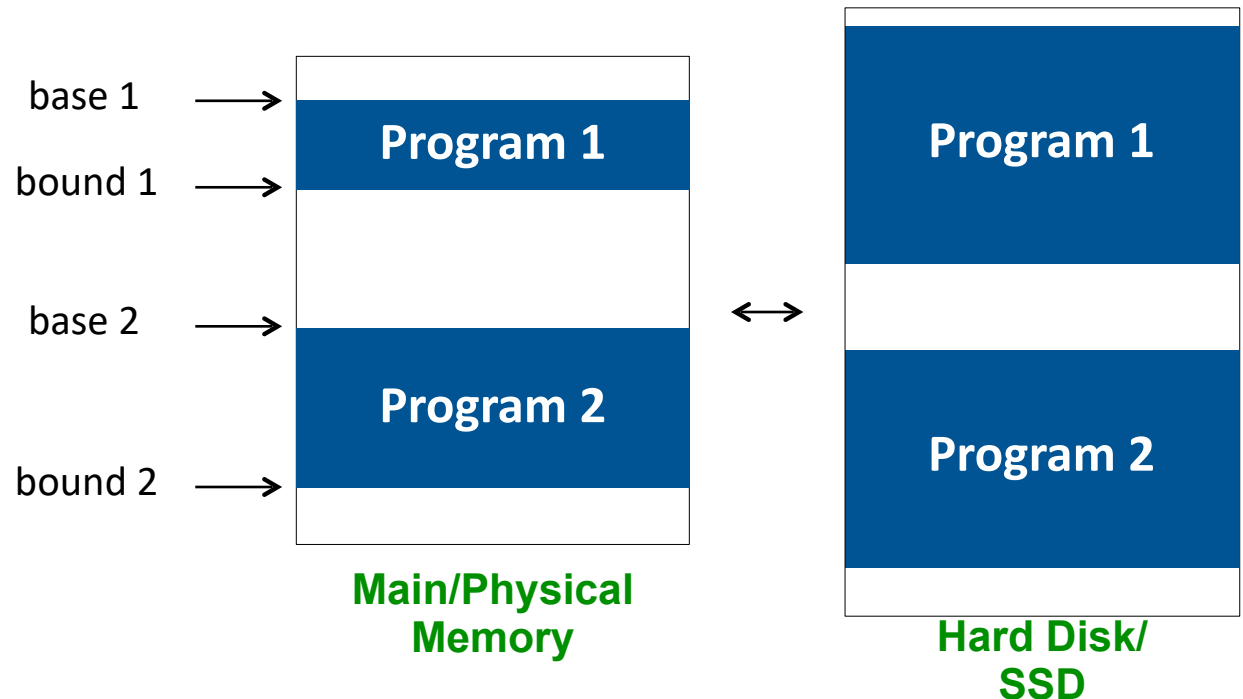 base 1
bound 1
base 2
bound 2
Program 1
Program 2
Main/Physical
Memory
Program 1
Program 2
Hard Disk/
SSD